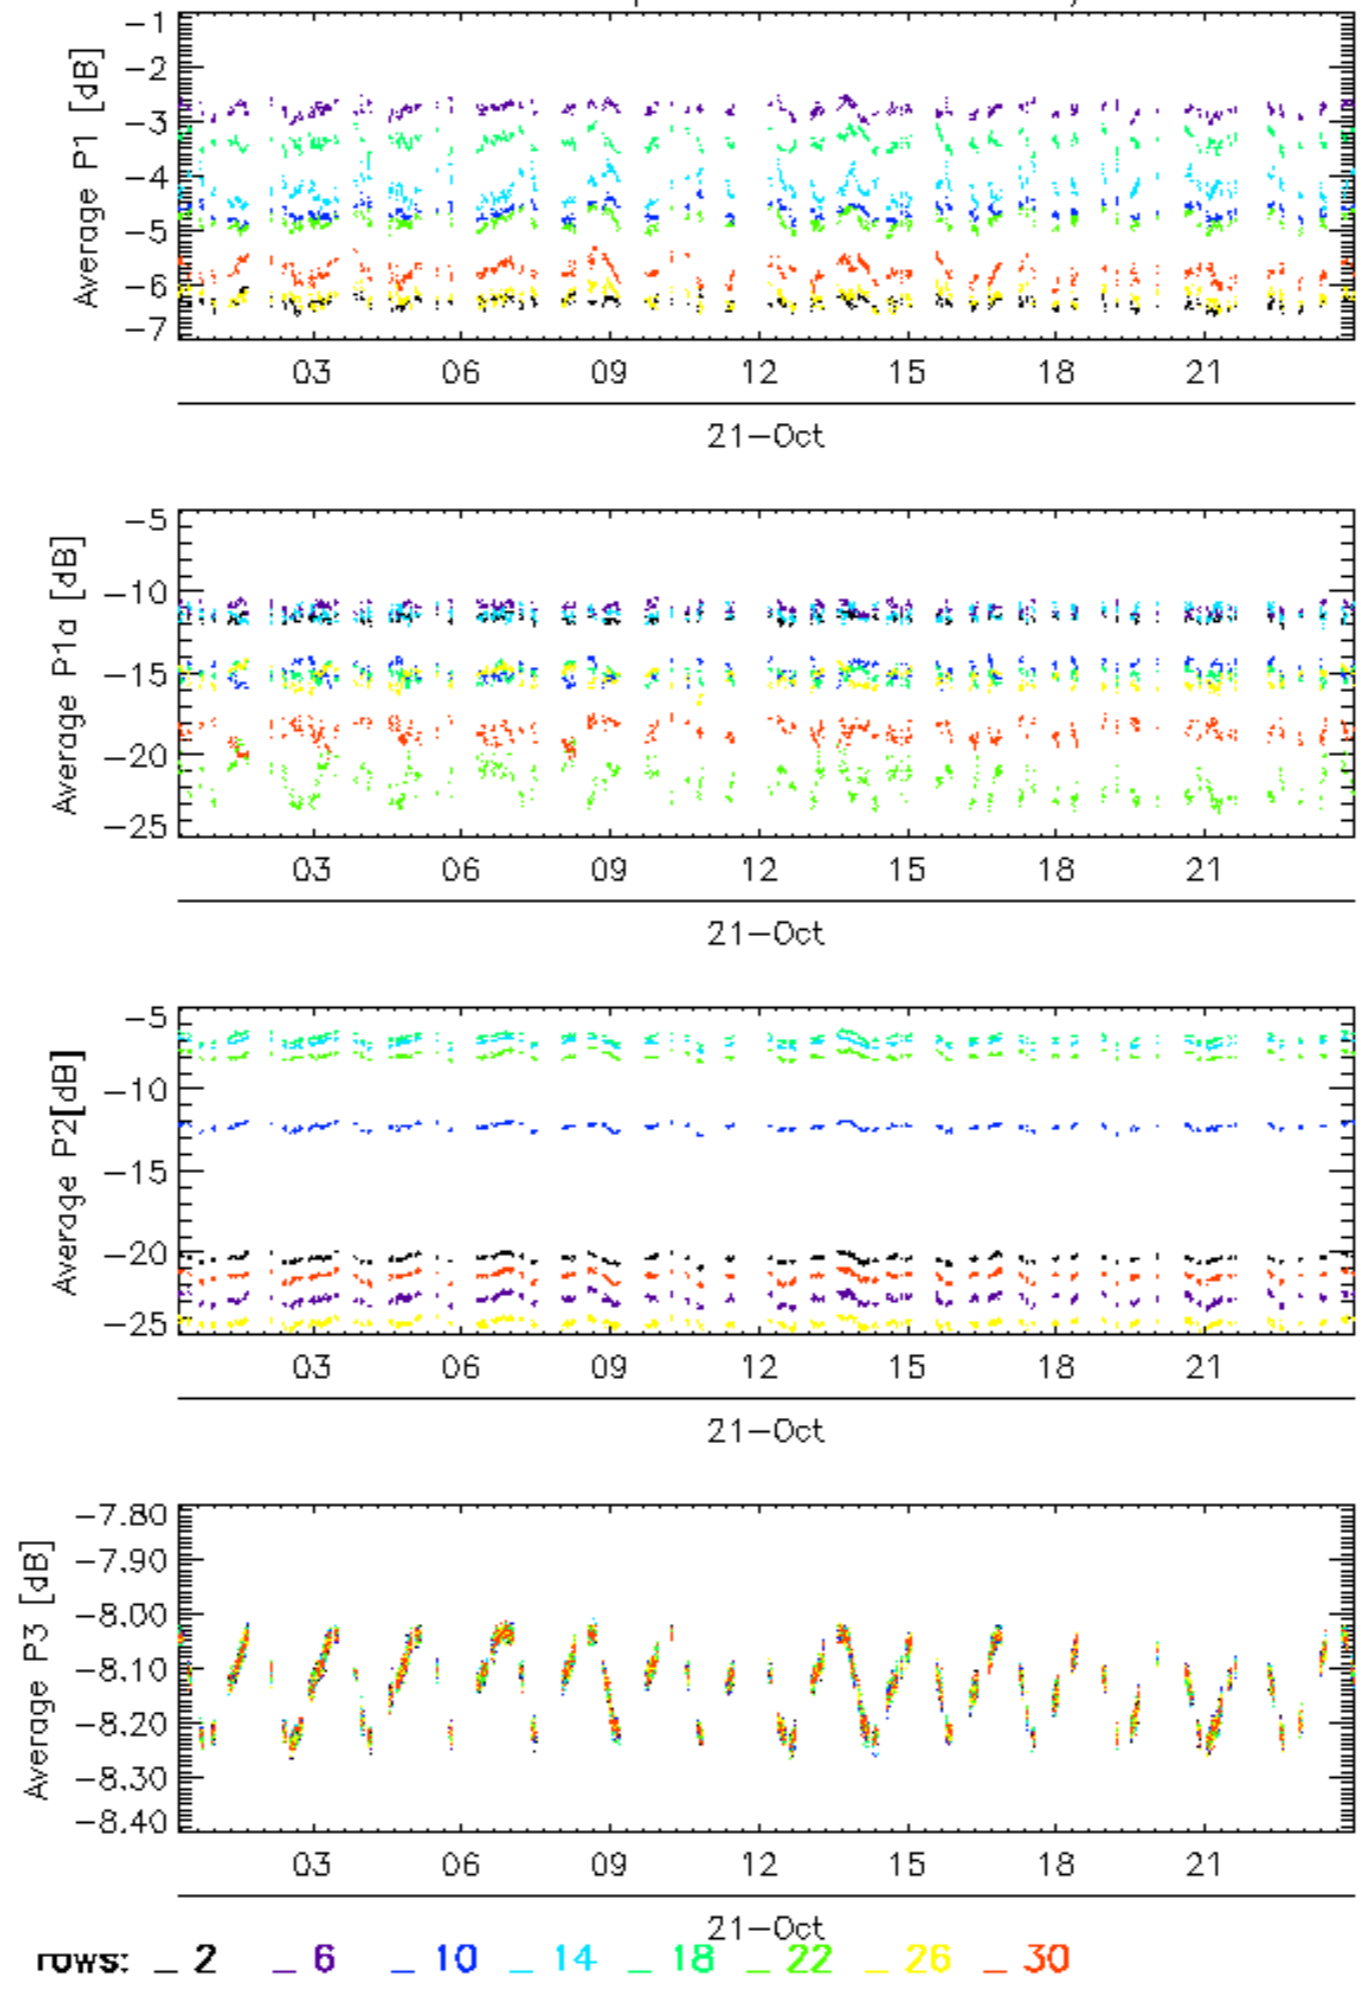 Average P1 [dB]
-1
-2
-3
-4
-5
-6
-7
03 06 09 12 15 18 21
21-Oct
Average P1a [dB]
-5
-10
-15
-20
-25
03 06 09 12 15 18 21
21-Oct
Average P2[dB]
-5
-10
-15
-20
-25
03 06 09 12 15 18 21
21-Oct
Average P3 [dB]
-7.80
-7.90
-8.00
-8.10
-8.20
-8.30
-8.40
03 06 09 12 15 18 21
21-Oct
rows: _ 2 _ 6 _ 10 _ 14 _ 18 _ 22 _ 26 _ 30